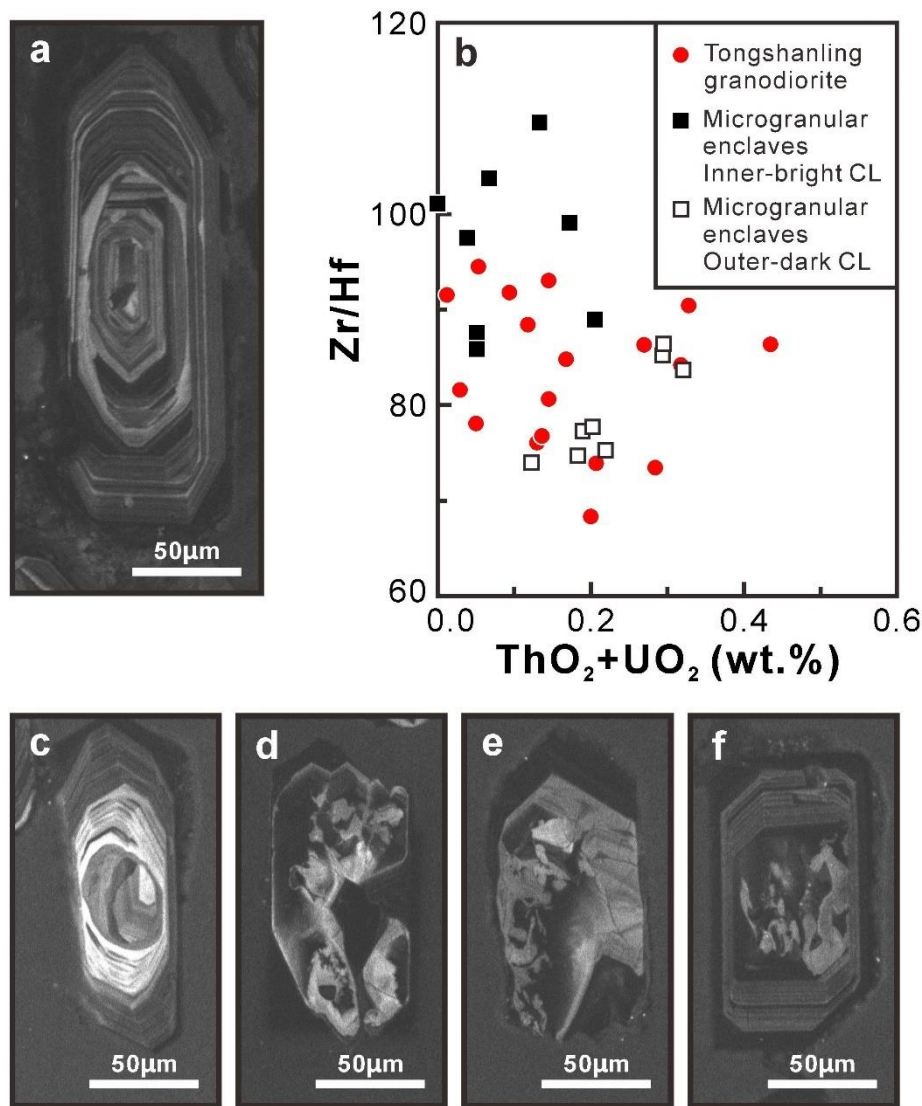 a
50μm
b
120
100
80
60
Zr/Hf
Tongshanling
granodiorite
Microgranular
enclaves
Inner-bright CL
Microgranular
enclaves
Outer-dark CL
0.0 0.2 0.4 0.6
ThO₂+UO₂ (wt.%)
c
50μm
d
50μm
e
50μm
f
50μm